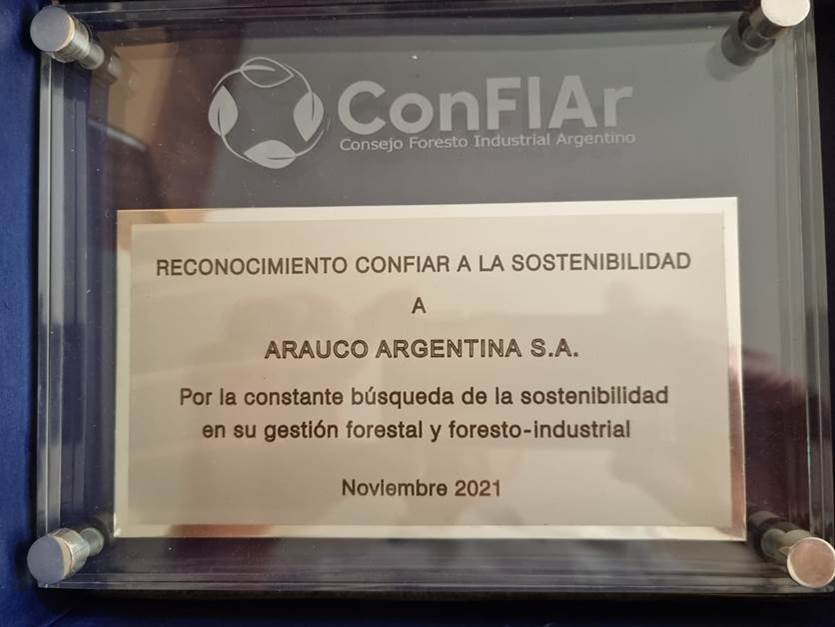 ConFIAr
Consejo Foresto Industrial Argentino
RECONOCIMIENTO CONFIAR A LA SOSTENIBILIDAD
A
ARAUCO ARGENTINA S.A.
Por la constante búsqueda de la sostenibilidad
en su gestión forestal y foresto-industrial
Noviembre 2021